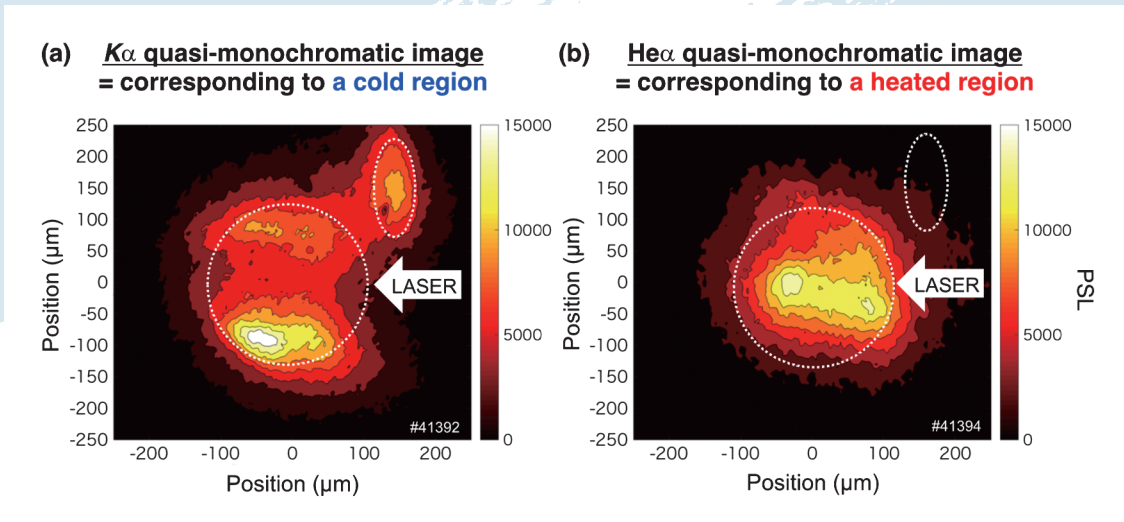 (a) Kα quasi-monochromatic image
= corresponding to a cold region
(b) Heα quasi-monochromatic image
= corresponding to a heated region
250
200
150
100
50
0
-50
-100
-150
-200
-250
Position (μm)
-200 -100 0 100 200
Position (μm)
LASER
#41392
15000
10000
5000
0
250
200
150
100
50
0
-50
-100
-150
-200
-250
Position (μm)
-200 -100 0 100 200
Position (μm)
LASER
#41394
15000
10000
5000
0
PSL